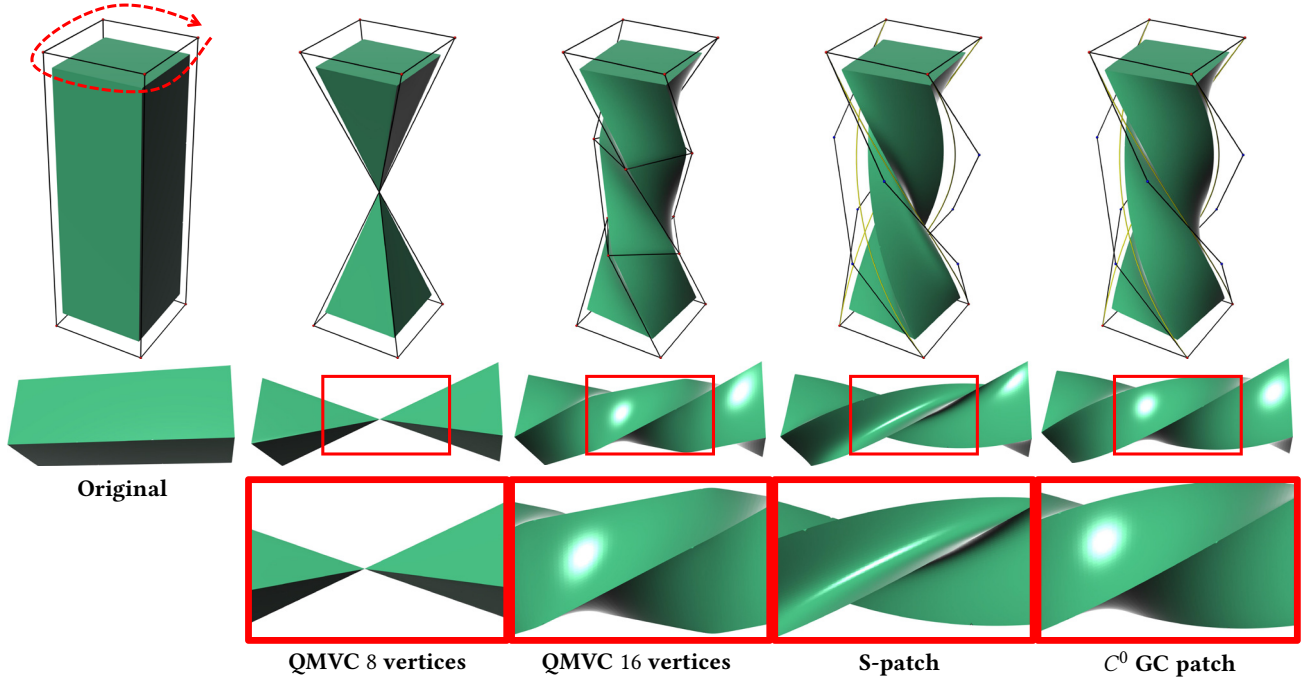 Original
QMVC 8 vertices
QMVC 16 vertices
S-patch
C⁰ GC patch